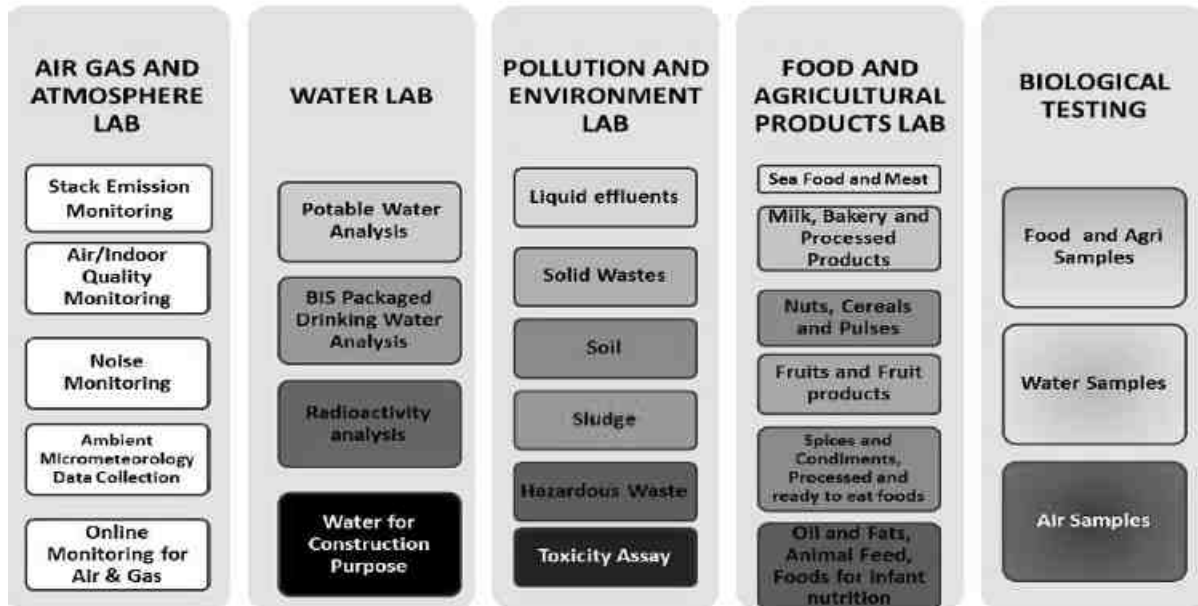 AIR GAS AND
ATMOSPHERE
LAB
Stack Emission
Monitoring
Air/Indoor
Quality
Monitoring
Noise
Monitoring
Ambient
Micrometeorology
Data Collection
Online
Monitoring for
Air & Gas
WATER LAB
Potable Water
Analysis
BIS Packaged
Drinking Water
Analysis
Radioactivity
analysis
Water for
Construction
Purpose
POLLUTION AND
ENVIRONMENT
LAB
Liquid effluents
Solid Wastes
Soil
Sludge
Hazardous Waste
Toxicity Assay
FOOD AND
AGRICULTURAL
PRODUCTS LAB
Sea Food and Meat
Milk, Bakery and
Processed
Products
Nuts, Cereals
and Pulses
Fruits and Fruit
products
Spices and
Condiments,
Processed and
ready to eat foods
Oil and Fats,
Animal Feed,
Foods for infant
nutrition
BIOLOGICAL
TESTING
Food and Agri
Samples
Water Samples
Air Samples